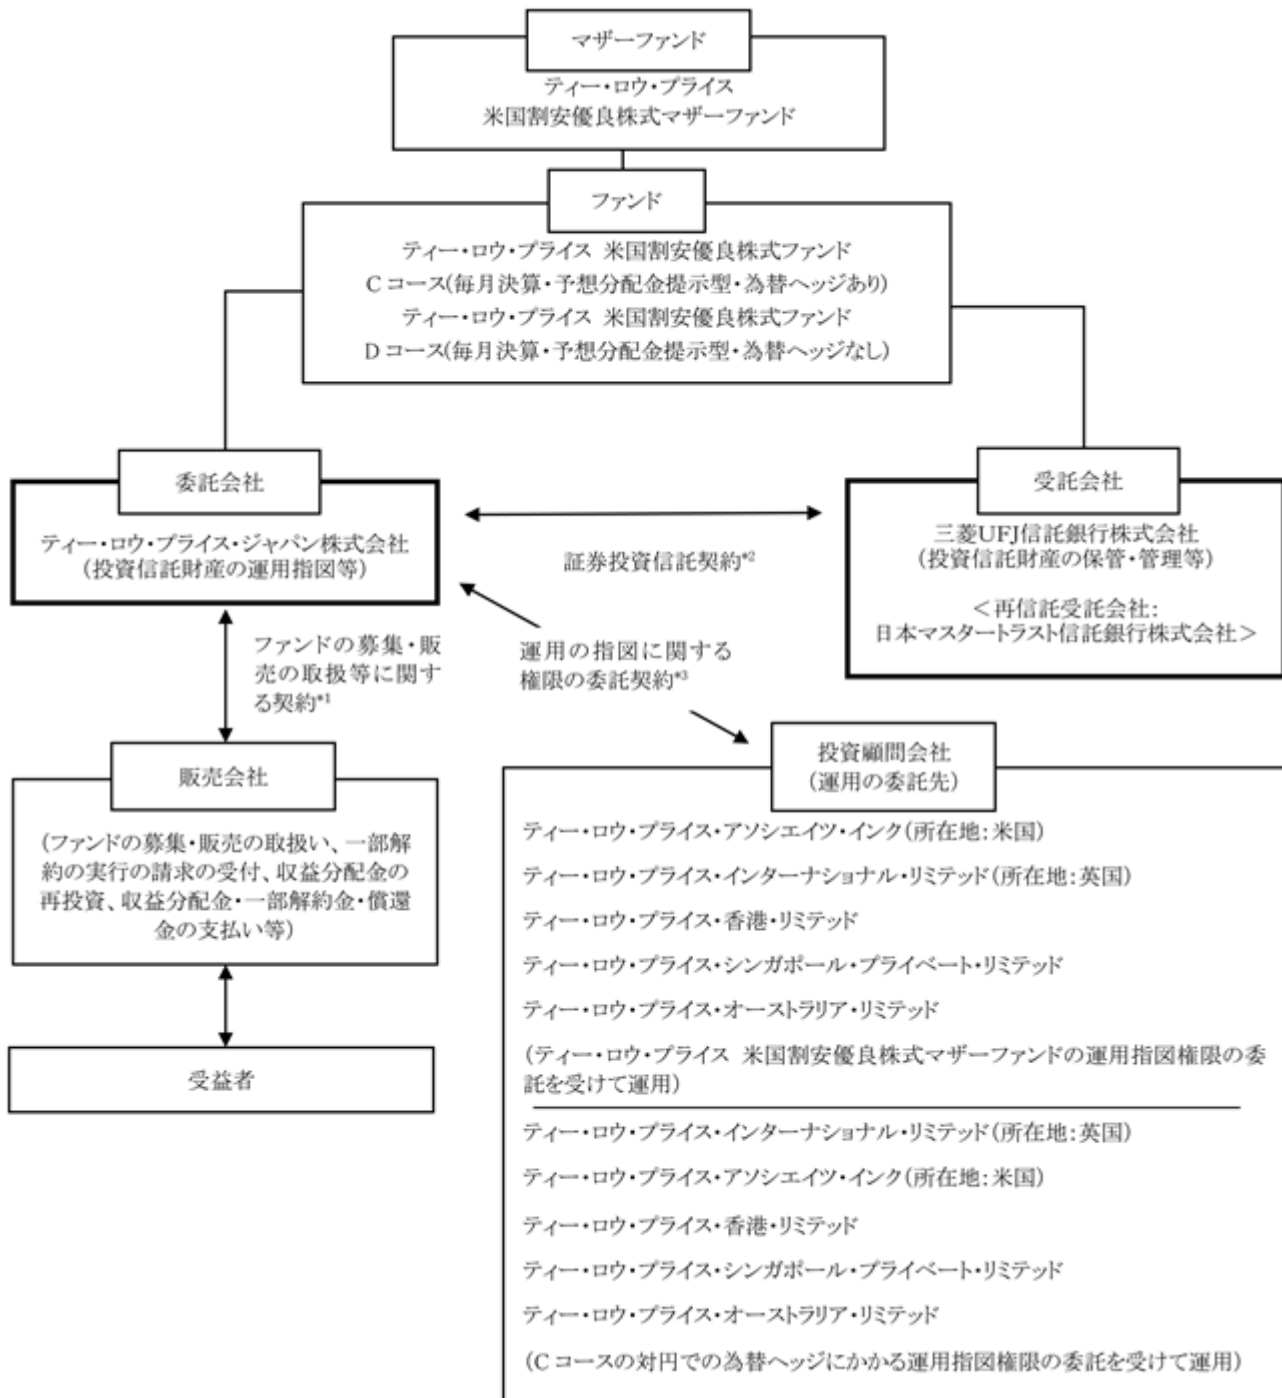 マザーファンド
ティー・ロウ・プライス
米国割安優良株式マザーファンド
ファンド
ティー・ロウ・プライス 米国割安優良株式ファンド
Cコース(毎月決算・予想分配金提示型・為替ヘッジあり)
ティー・ロウ・プライス 米国割安優良株式ファンド
Dコース(毎月決算・予想分配金提示型・為替ヘッジなし)
委託会社
ティー・ロウ・プライス・ジャパン株式会社
(投資信託財産の運用指図等)
証券投資信託契約*2
受託会社
三菱UFJ信託銀行株式会社
(投資信託財産の保管・管理等)
<再信託受託会社:
日本マスタートラスト信託銀行株式会社>
ファンドの募集・販
売の取扱等に関す
る契約*1
運用の指図に関する
権限の委託契約*3
販売会社
(ファンドの募集・販売の取扱い、一部解
約の実行の請求の受付、収益分配金の
再投資、収益分配金・一部解約金・償還
金の支払い等)
受益者
投資顧問会社
(運用の委託先)
ティー・ロウ・プライス・アソシエイツ・インク(所在地:米国)
ティー・ロウ・プライス・インターナショナル・リミテッド(所在地:英国)
ティー・ロウ・プライス・香港・リミテッド
ティー・ロウ・プライス・シンガポール・プライベート・リミテッド
ティー・ロウ・プライス・オーストラリア・リミテッド
(ティー・ロウ・プライス 米国割安優良株式マザーファンドの運用指図権限の委
託を受けて運用)
ティー・ロウ・プライス・インターナショナル・リミテッド(所在地:英国)
ティー・ロウ・プライス・アソシエイツ・インク(所在地:米国)
ティー・ロウ・プライス・香港・リミテッド
ティー・ロウ・プライス・シンガポール・プライベート・リミテッド
ティー・ロウ・プライス・オーストラリア・リミテッド
(Cコースの対円での為替ヘッジにかかる運用指図権限の委託を受けて運用)